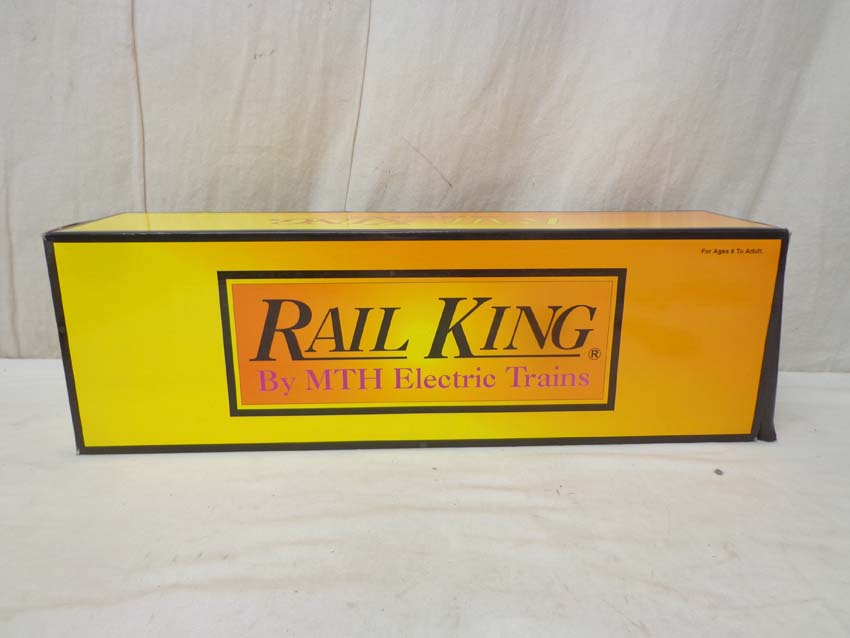 For Ages 8 To Adult.
RAIL KING®
By MTH Electric Trains